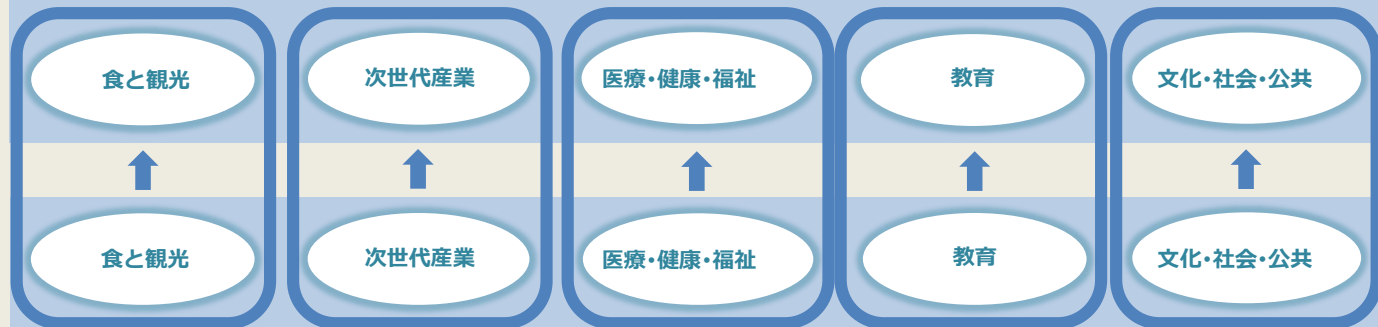 食と観光
次世代産業
医療・健康・福祉
教育
文化・社会・公共
食と観光
次世代産業
医療・健康・福祉
教育
文化・社会・公共